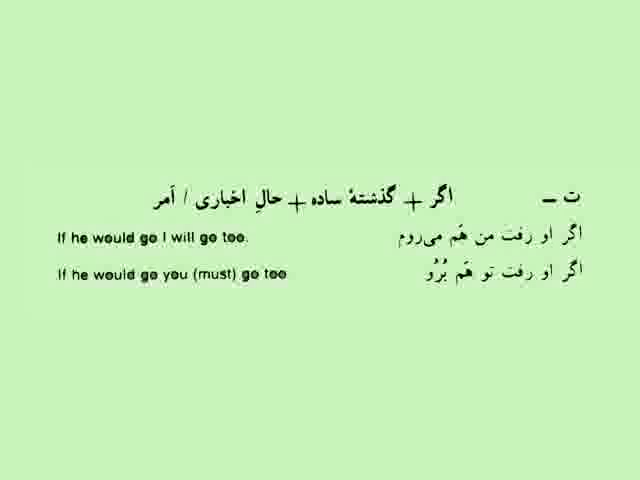 ت – اگر + گذشتهٔ ساده + حالِ اخباری / اَمر
اگر او رفت من هَم می‌روم If he would go I will go too.
اگر او رفت تو هَم بُرُو If he would go you (must) go too